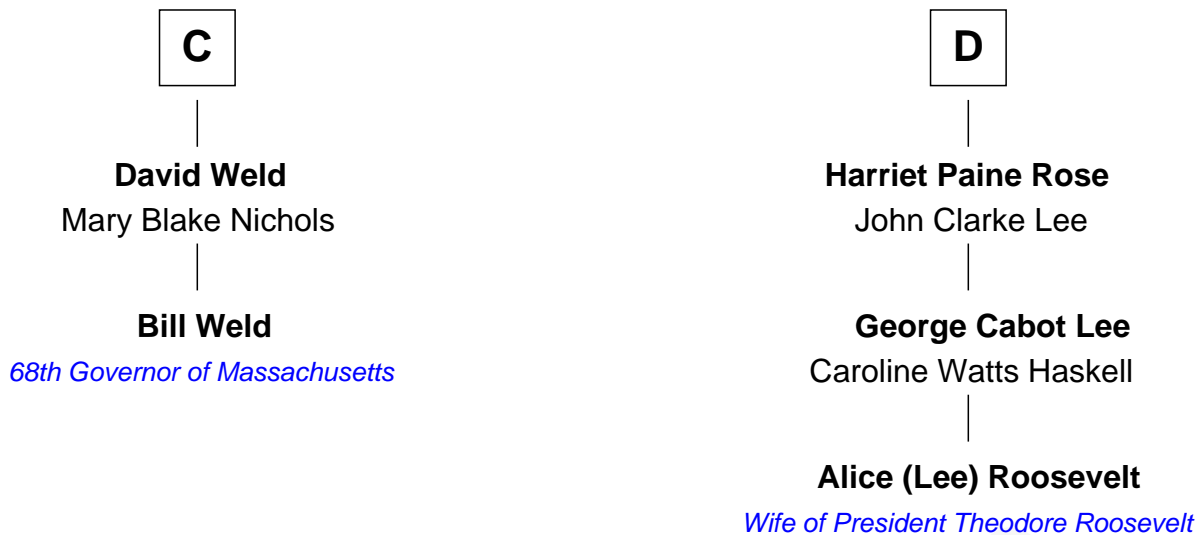 C
David Weld
Mary Blake Nichols
Bill Weld
68th Governor of Massachusetts
D
Harriet Paine Rose
John Clarke Lee
George Cabot Lee
Caroline Watts Haskell
Alice (Lee) Roosevelt
Wife of President Theodore Roosevelt